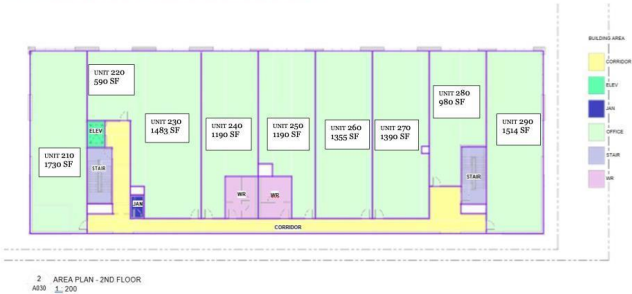 BUILDING AREA
CORRIDOR
ELEV
JAN
OFFICE
STAIR
WR
UNIT 220
590 SF
UNIT 230
1483 SF
UNIT 240
1190 SF
UNIT 250
1190 SF
UNIT 260
1355 SF
UNIT 270
1390 SF
UNIT 280
980 SF
UNIT 290
1514 SF
UNIT 210
1730 SF
ELEV
STAIR
STAIR
JAN
WR
WR
CORRIDOR
2 AREA PLAN - 2ND FLOOR
A030 1 : 200